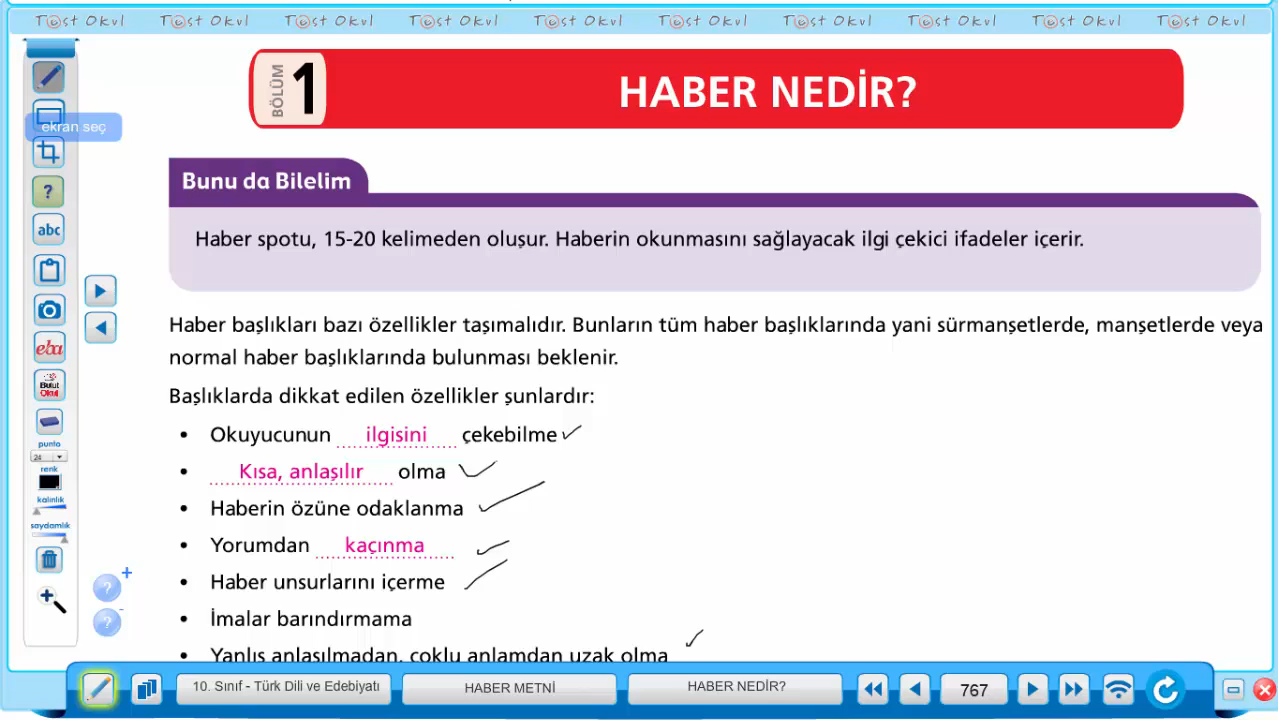 Test Okul Test Okul Test Okul Test Okul Test Okul Test Okul Test Okul Test Okul Test Okul Test Okul
BÖLÜM 1
HABER NEDİR?
ekran seç
Bunu da Bilelim
Haber spotu, 15-20 kelimeden oluşur. Haberin okunmasını sağlayacak ilgi çekici ifadeler içerir.
abc
eba
Bulut
Okul
punto
24
renk
kalınlık
saydamlık
Haber başlıkları bazı özellikler taşımalıdır. Bunların tüm haber başlıklarında yani sürmanşetlerde, manşetlerde veya
normal haber başlıklarında bulunması beklenir.
Başlıklarda dikkat edilen özellikler şunlardır:
• Okuyucunun ilgisini çekebilme
• Kısa, anlaşılır olma
• Haberin özüne odaklanma
• Yorumdan kaçınma
• Haber unsurlarını içerme
• İmalar barındırmama
• Yanlış anlaşılmadan, çoklu anlamdan uzak olma
10. Sınıf - Türk Dili ve Edebiyatı HABER METNİ HABER NEDİR? 767